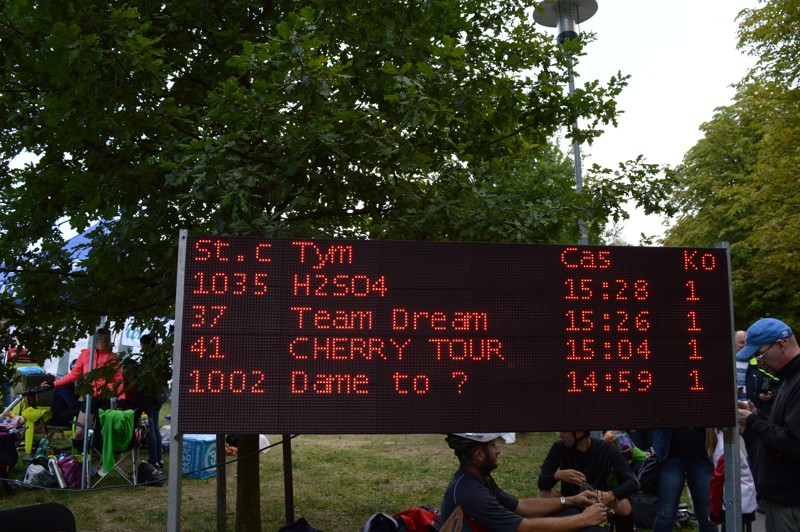 St.c Tym Cas Ko
1035 H2SO4 15:28 1
37 Team Dream 15:26 1
41 CHERRY TOUR 15:04 1
1002 Dame to ? 14:59 1